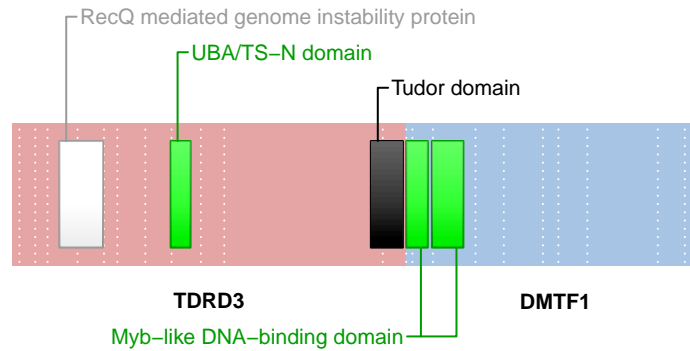 RecQ mediated genome instability protein
UBA/TS−N domain
Tudor domain
TDRD3
DMTF1
Myb−like DNA−binding domain